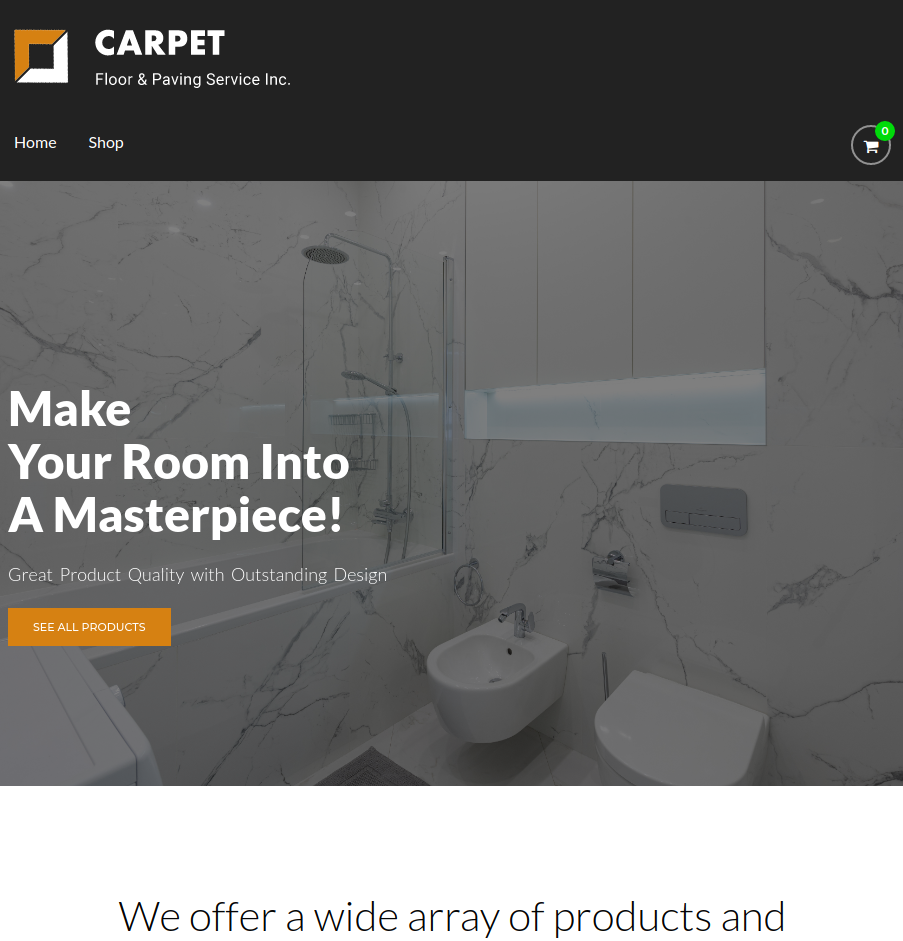 CARPET
Floor & Paving Service Inc.
Home
Shop
0
Make
Your Room Into
A Masterpiece!
Great Product Quality with Outstanding Design
SEE ALL PRODUCTS
We offer a wide array of products and